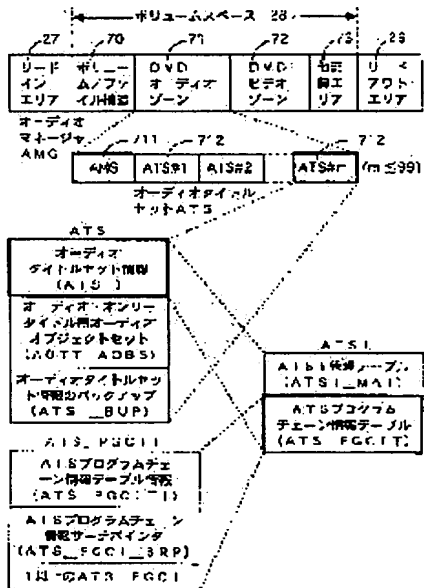 ボリュームスペース 28
27 70 71 72 73 26
リード
イン
エリア
ボリュー
ム/ファ
イル情報
DVD
オーディオ
ゾーン
DVD
ビデオ
ゾーン
エリア
リード
アウト
エリア
オーディオ
マネージャ
AMG
711 712 712
AMG ATS#1 ATS#2 ATS#m (m≦99)
オーディオタイトル
セットATS
ATS
オーディオ
タイトルセット情報
(ATSI)
オーディオ・オンリー
タイトル用オーディオ
オブジェクトセット
(AOTT_AOBS)
オーディオタイトルセッ
ト情報のバックアップ
(ATSI_BUP)
ATSI
ATSI管理テーブル
(ATSI_MAT)
ATSプログラム
チェーン情報テーブル
(ATS_PGCIT)
ATS_PGCIT
ATSプログラムチェ
ーン情報テーブル情報
(ATS_PGCITI)
ATSプログラムチェーン
情報サーチポインタ
(ATS_PGCI_SRP)
ATS_PGCI